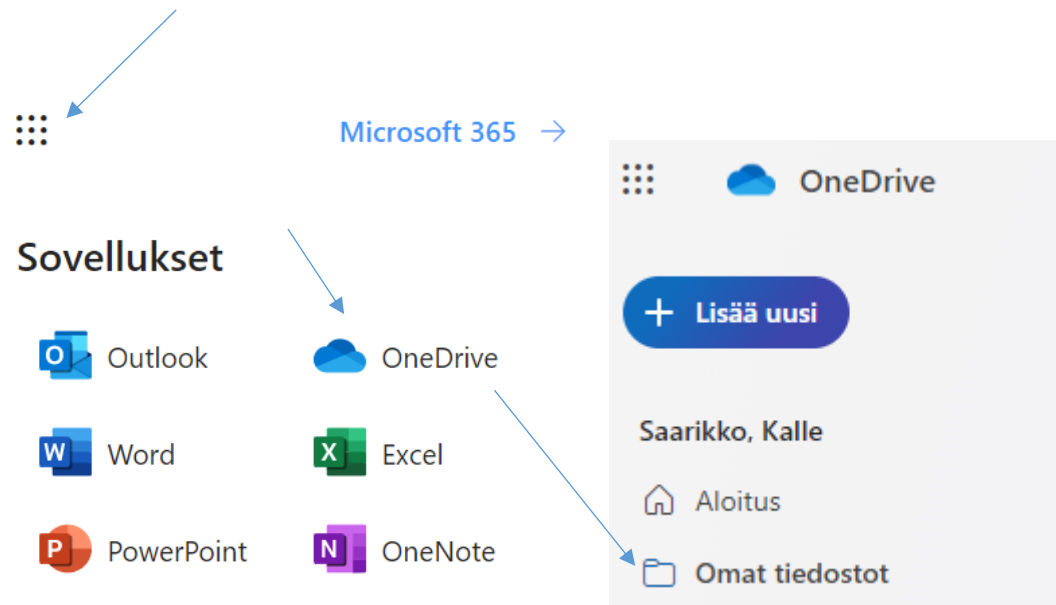 Microsoft 365
Sovellukset
Outlook
OneDrive
Word
Excel
PowerPoint
OneNote
OneDrive
Lisää uusi
Saarikko, Kalle
Aloitus
Omat tiedostot